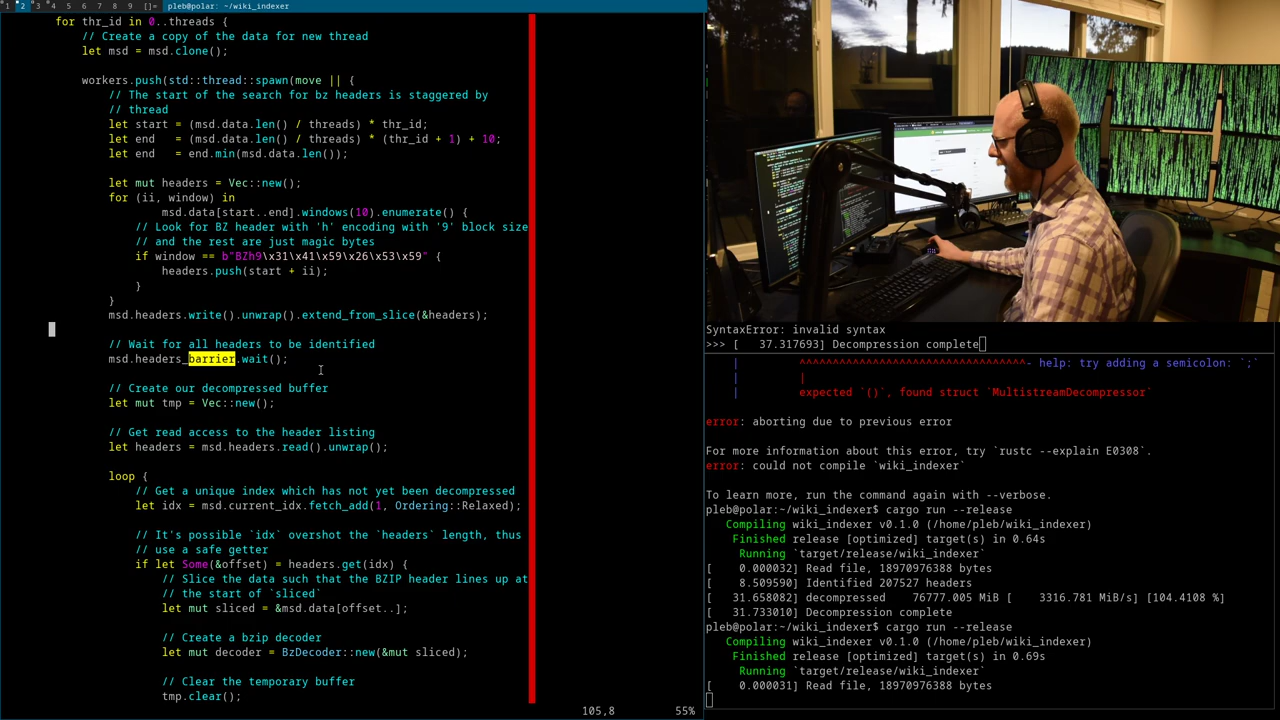 1 2 3 4 5 6 7 8 9 []= pleb@polar: ~/wiki_indexer
for thr_id in 0..threads {
// Create a copy of the data for new thread
let msd = msd.clone();
workers.push(std::thread::spawn(move || {
// The start of the search for bz headers is staggered by
// thread
let start = (msd.data.len() / threads) * thr_id;
let end   = (msd.data.len() / threads) * (thr_id + 1) + 10;
let end   = end.min(msd.data.len());
let mut headers = Vec::new();
for (ii, window) in
msd.data[start..end].windows(10).enumerate() {
// Look for BZ header with 'h' encoding with '9' block size
// and the rest are just magic bytes
if window == b"BZh9\x31\x41\x59\x26\x53\x59" {
headers.push(start + ii);
}
}
msd.headers.write().unwrap().extend_from_slice(&headers);
// Wait for all headers to be identified
msd.headers_barrier.wait();
// Create our decompressed buffer
let mut tmp = Vec::new();
// Get read access to the header listing
let headers = msd.headers.read().unwrap();
loop {
// Get a unique index which has not yet been decompressed
let idx = msd.current_idx.fetch_add(1, Ordering::Relaxed);
// It's possible `idx` overshot the `headers` length, thus
// use a safe getter
if let Some(&offset) = headers.get(idx) {
// Slice the data such that the BZIP header lines up at
// the start of `sliced`
let mut sliced = &msd.data[offset..];
// Create a bzip decoder
let mut decoder = BzDecoder::new(&mut sliced);
// Clear the temporary buffer
tmp.clear();
105,8 55%
SyntaxError: invalid syntax
>>> [   37.317693] Decompression complete
| ^^^^^^^^^^^^^^^^^^^^^^^^^^^^^^^^^- help: try adding a semicolon: `;`
| |
| expected `()`, found struct `MultistreamDecompressor`
error: aborting due to previous error
For more information about this error, try `rustc --explain E0308`.
error: could not compile `wiki_indexer`
To learn more, run the command again with --verbose.
pleb@polar:~/wiki_indexer$ cargo run --release
Compiling wiki_indexer v0.1.0 (/home/pleb/wiki_indexer)
Finished release [optimized] target(s) in 0.64s
Running `target/release/wiki_indexer`
[    0.000032] Read file, 18970976388 bytes
[    8.509590] Identified 207527 headers
[   31.658082] decompressed    76777.005 MiB [    3316.781 MiB/s] [104.4108 %]
[   31.733010] Decompression complete
pleb@polar:~/wiki_indexer$ cargo run --release
Compiling wiki_indexer v0.1.0 (/home/pleb/wiki_indexer)
Finished release [optimized] target(s) in 0.69s
Running `target/release/wiki_indexer`
[    0.000031] Read file, 18970976388 bytes